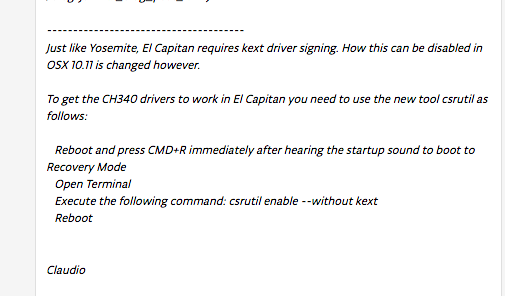 ---------------------------------------
Just like Yosemite, El Capitan requires kext driver signing. How this can be disabled in
OSX 10.11 is changed however.
To get the CH340 drivers to work in El Capitan you need to use the new tool csrutil as
follows:
Reboot and press CMD+R immediately after hearing the startup sound to boot to
Recovery Mode
Open Terminal
Execute the following command: csrutil enable --without kext
Reboot
Claudio